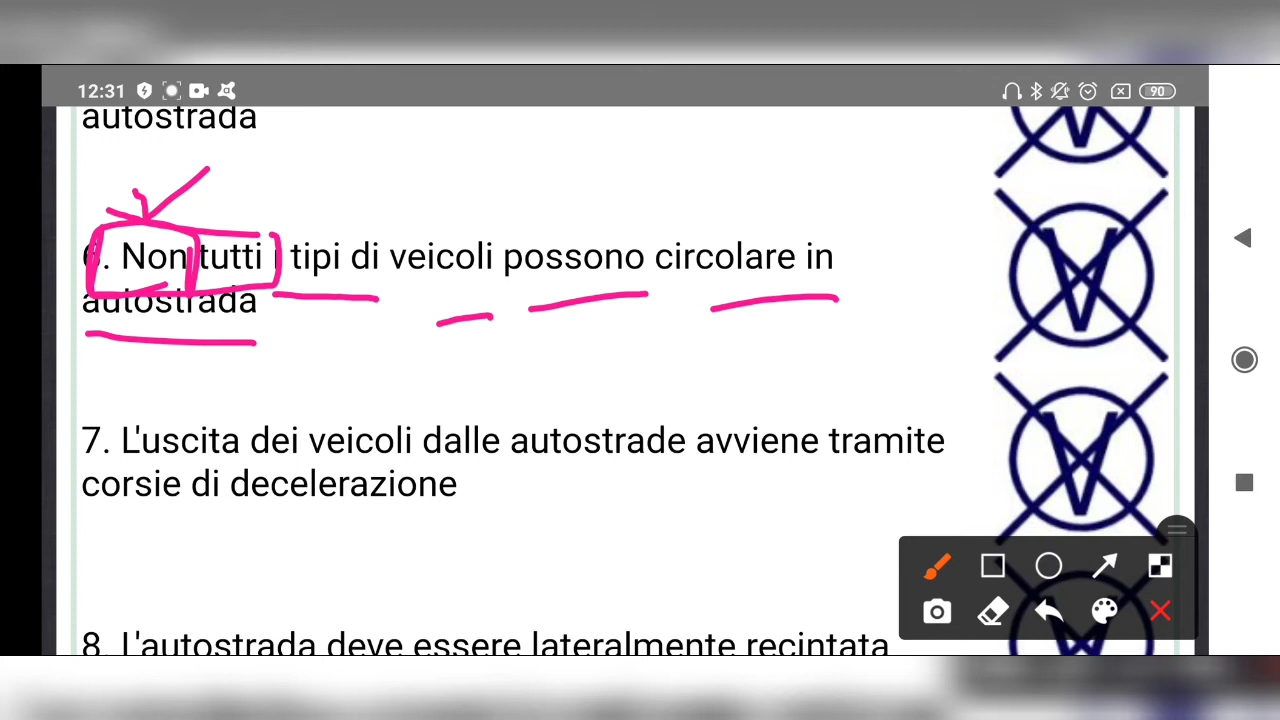 12:31
90
autostrada
6. Non tutti i tipi di veicoli possono circolare in
autostrada
V
7. L'uscita dei veicoli dalle autostrade avviene tramite
corsie di decelerazione
V
8. L'autostrada deve essere lateralmente recintata